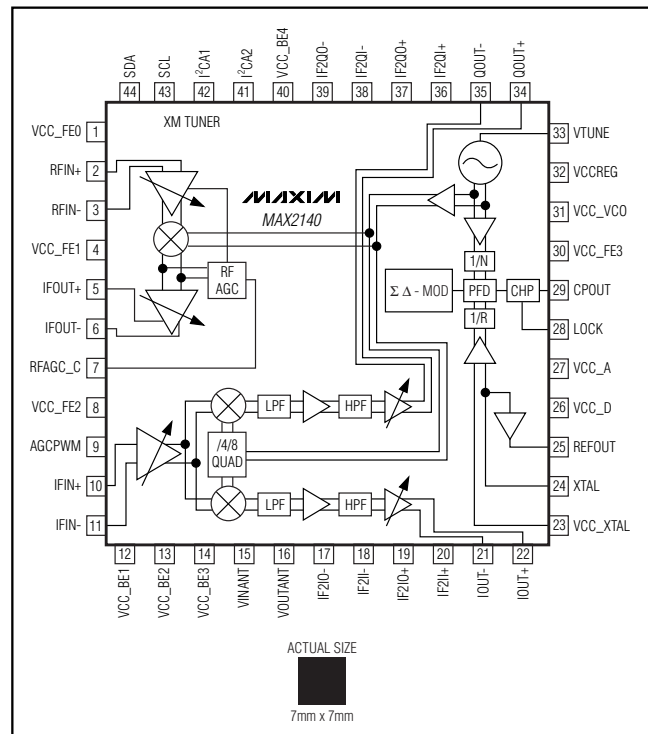 SDA
SCL
I²CA1
I²CA2
VCC_BE4
IF2QO-
IF2QI-
IF2QO+
IF2QI+
QOUT-
QOUT+
44 43 42 41 40 39 38 37 36 35 34
XM TUNER
VCC_FE0 1
RFIN+ 2
RFIN- 3
VCC_FE1 4
IFOUT+ 5
IFOUT- 6
RFAGC_C 7
VCC_FE2 8
AGCPWM 9
IFIN+ 10
IFIN- 11
MAXIM
MAX2140
RF
AGC
Σ Δ - MOD
1/N
PFD
CHP
1/R
LPF
HPF
/4/8
QUAD
LPF
HPF
33 VTUNE
32 VCCREG
31 VCC_VCO
30 VCC_FE3
29 CPOUT
28 LOCK
27 VCC_A
26 VCC_D
25 REFOUT
24 XTAL
23 VCC_XTAL
12 13 14 15 16 17 18 19 20 21 22
VCC_BE1
VCC_BE2
VCC_BE3
VINANT
VOUTANT
IF2IO-
IF2II-
IF2IO+
IF2II+
IOUT-
IOUT+
ACTUAL SIZE
7mm x 7mm